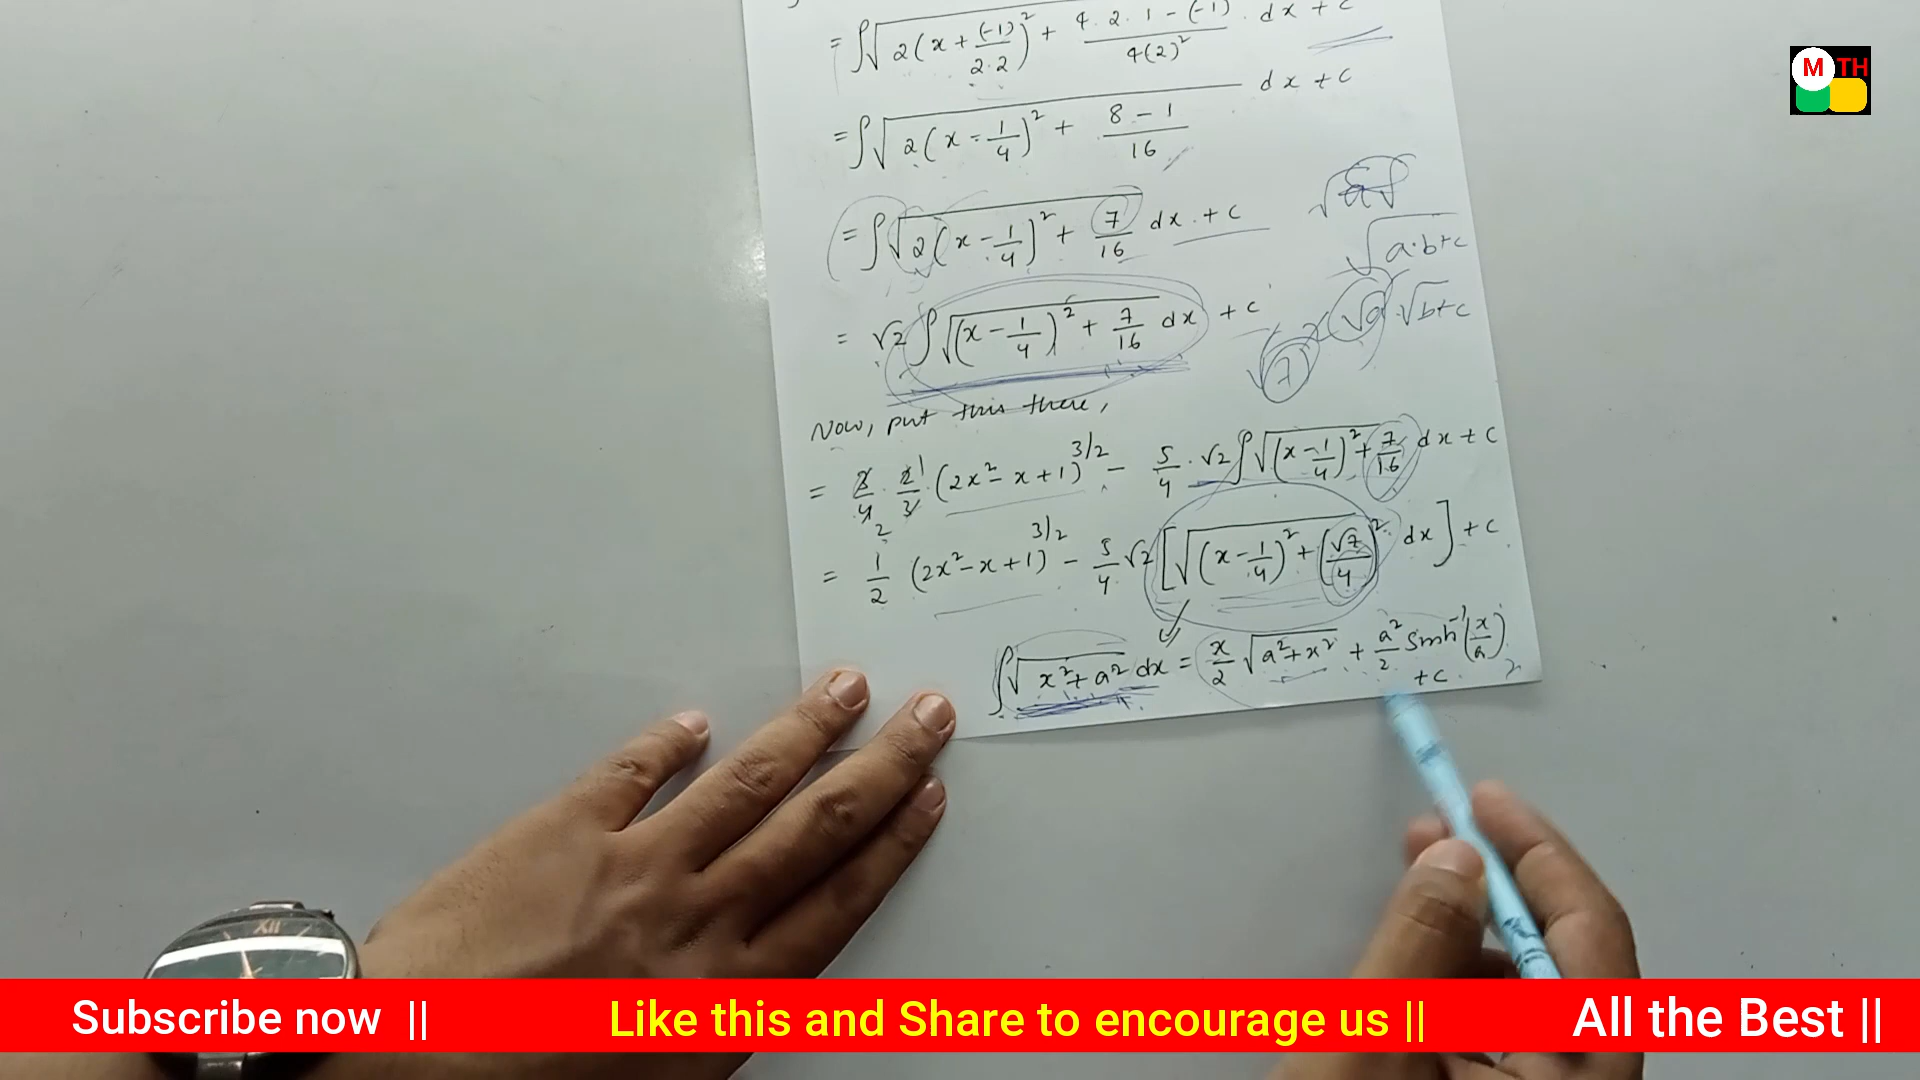 = ∫√(2(x + (-1)/(2·2))² + (4·2·1 - (-1))/(4(2)²)) · dx + c
= ∫√(2(x - 1/4)² + (8 - 1)/16) dx + c
= ∫√(2(x - 1/4)² + 7/16) dx · + c
√(a·b+c
= √2 ∫√((x - 1/4)² + 7/16) dx + c
√a · √b+c
√7
Now, put this there,
= 3/4 · 2/3 · (2x² - x + 1)^3/2 - 5/4 · √2 ∫√((x - 1/4)² + 7/16) dx + c
= 1/2 (2x² - x + 1)^3/2 - 5/4 √2 [√((x - 1/4)² + (√7/4)²) dx] + c
∫√(x² + a²) dx = x/2 √(a² + x²) + a²/2 Sinh⁻¹(x/a)
+ c
M TH
XII
Subscribe now || Like this and Share to encourage us || All the Best ||